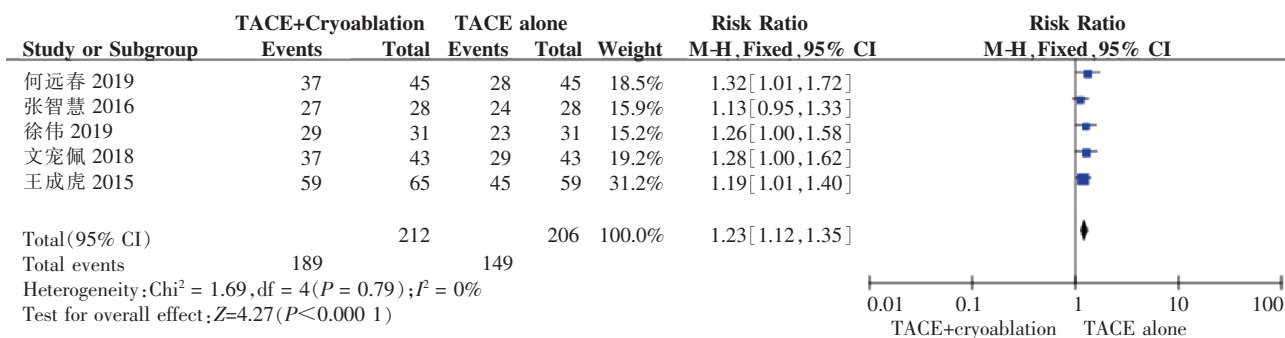 TACE+Cryoablation TACE alone Risk Ratio Risk Ratio
Study or Subgroup Events Total Events Total Weight M-H,Fixed,95% CI M-H,Fixed,95% CI
何远春 2019 37 45 28 45 18.5% 1.32[1.01,1.72]
张智慧 2016 27 28 24 28 15.9% 1.13[0.95,1.33]
徐伟 2019 29 31 23 31 15.2% 1.26[1.00,1.58]
文宠佩 2018 37 43 29 43 19.2% 1.28[1.00,1.62]
王成虎 2015 59 65 45 59 31.2% 1.19[1.01,1.40]
Total(95% CI) 212 206 100.0% 1.23[1.12,1.35]
Total events 189 149
Heterogeneity:Chi² = 1.69,df = 4(P = 0.79);I² = 0%
Test for overall effect:Z=4.27(P<0.000 1)
0.01 0.1 1 10 100
TACE+cryoablation TACE alone